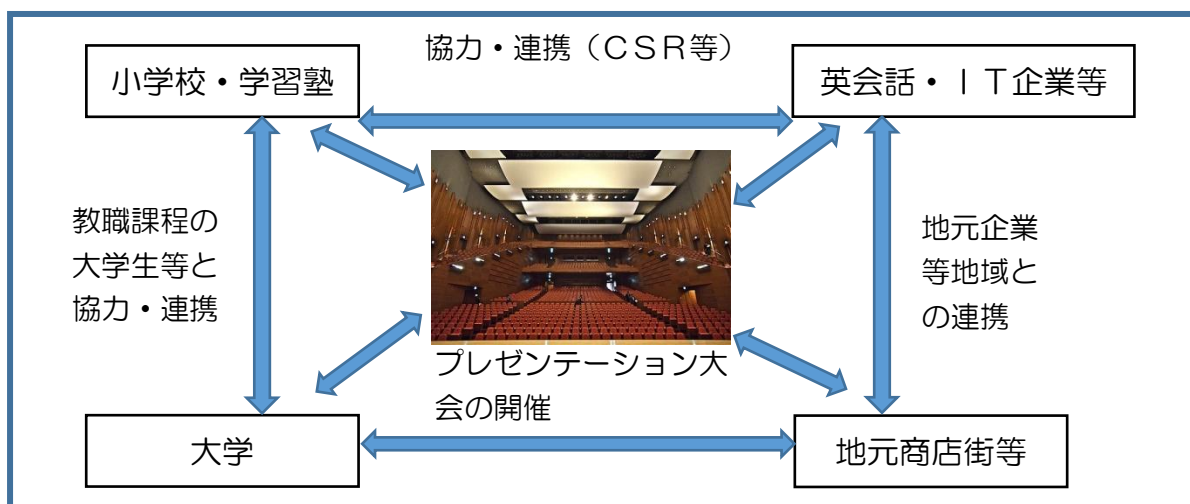 協力・連携（ＣＳＲ等）
小学校・学習塾
英会話・ＩＴ企業等
教職課程の
大学生等と
協力・連携
地元企業
等地域と
の連携
プレゼンテーション大
会の開催
大学
地元商店街等